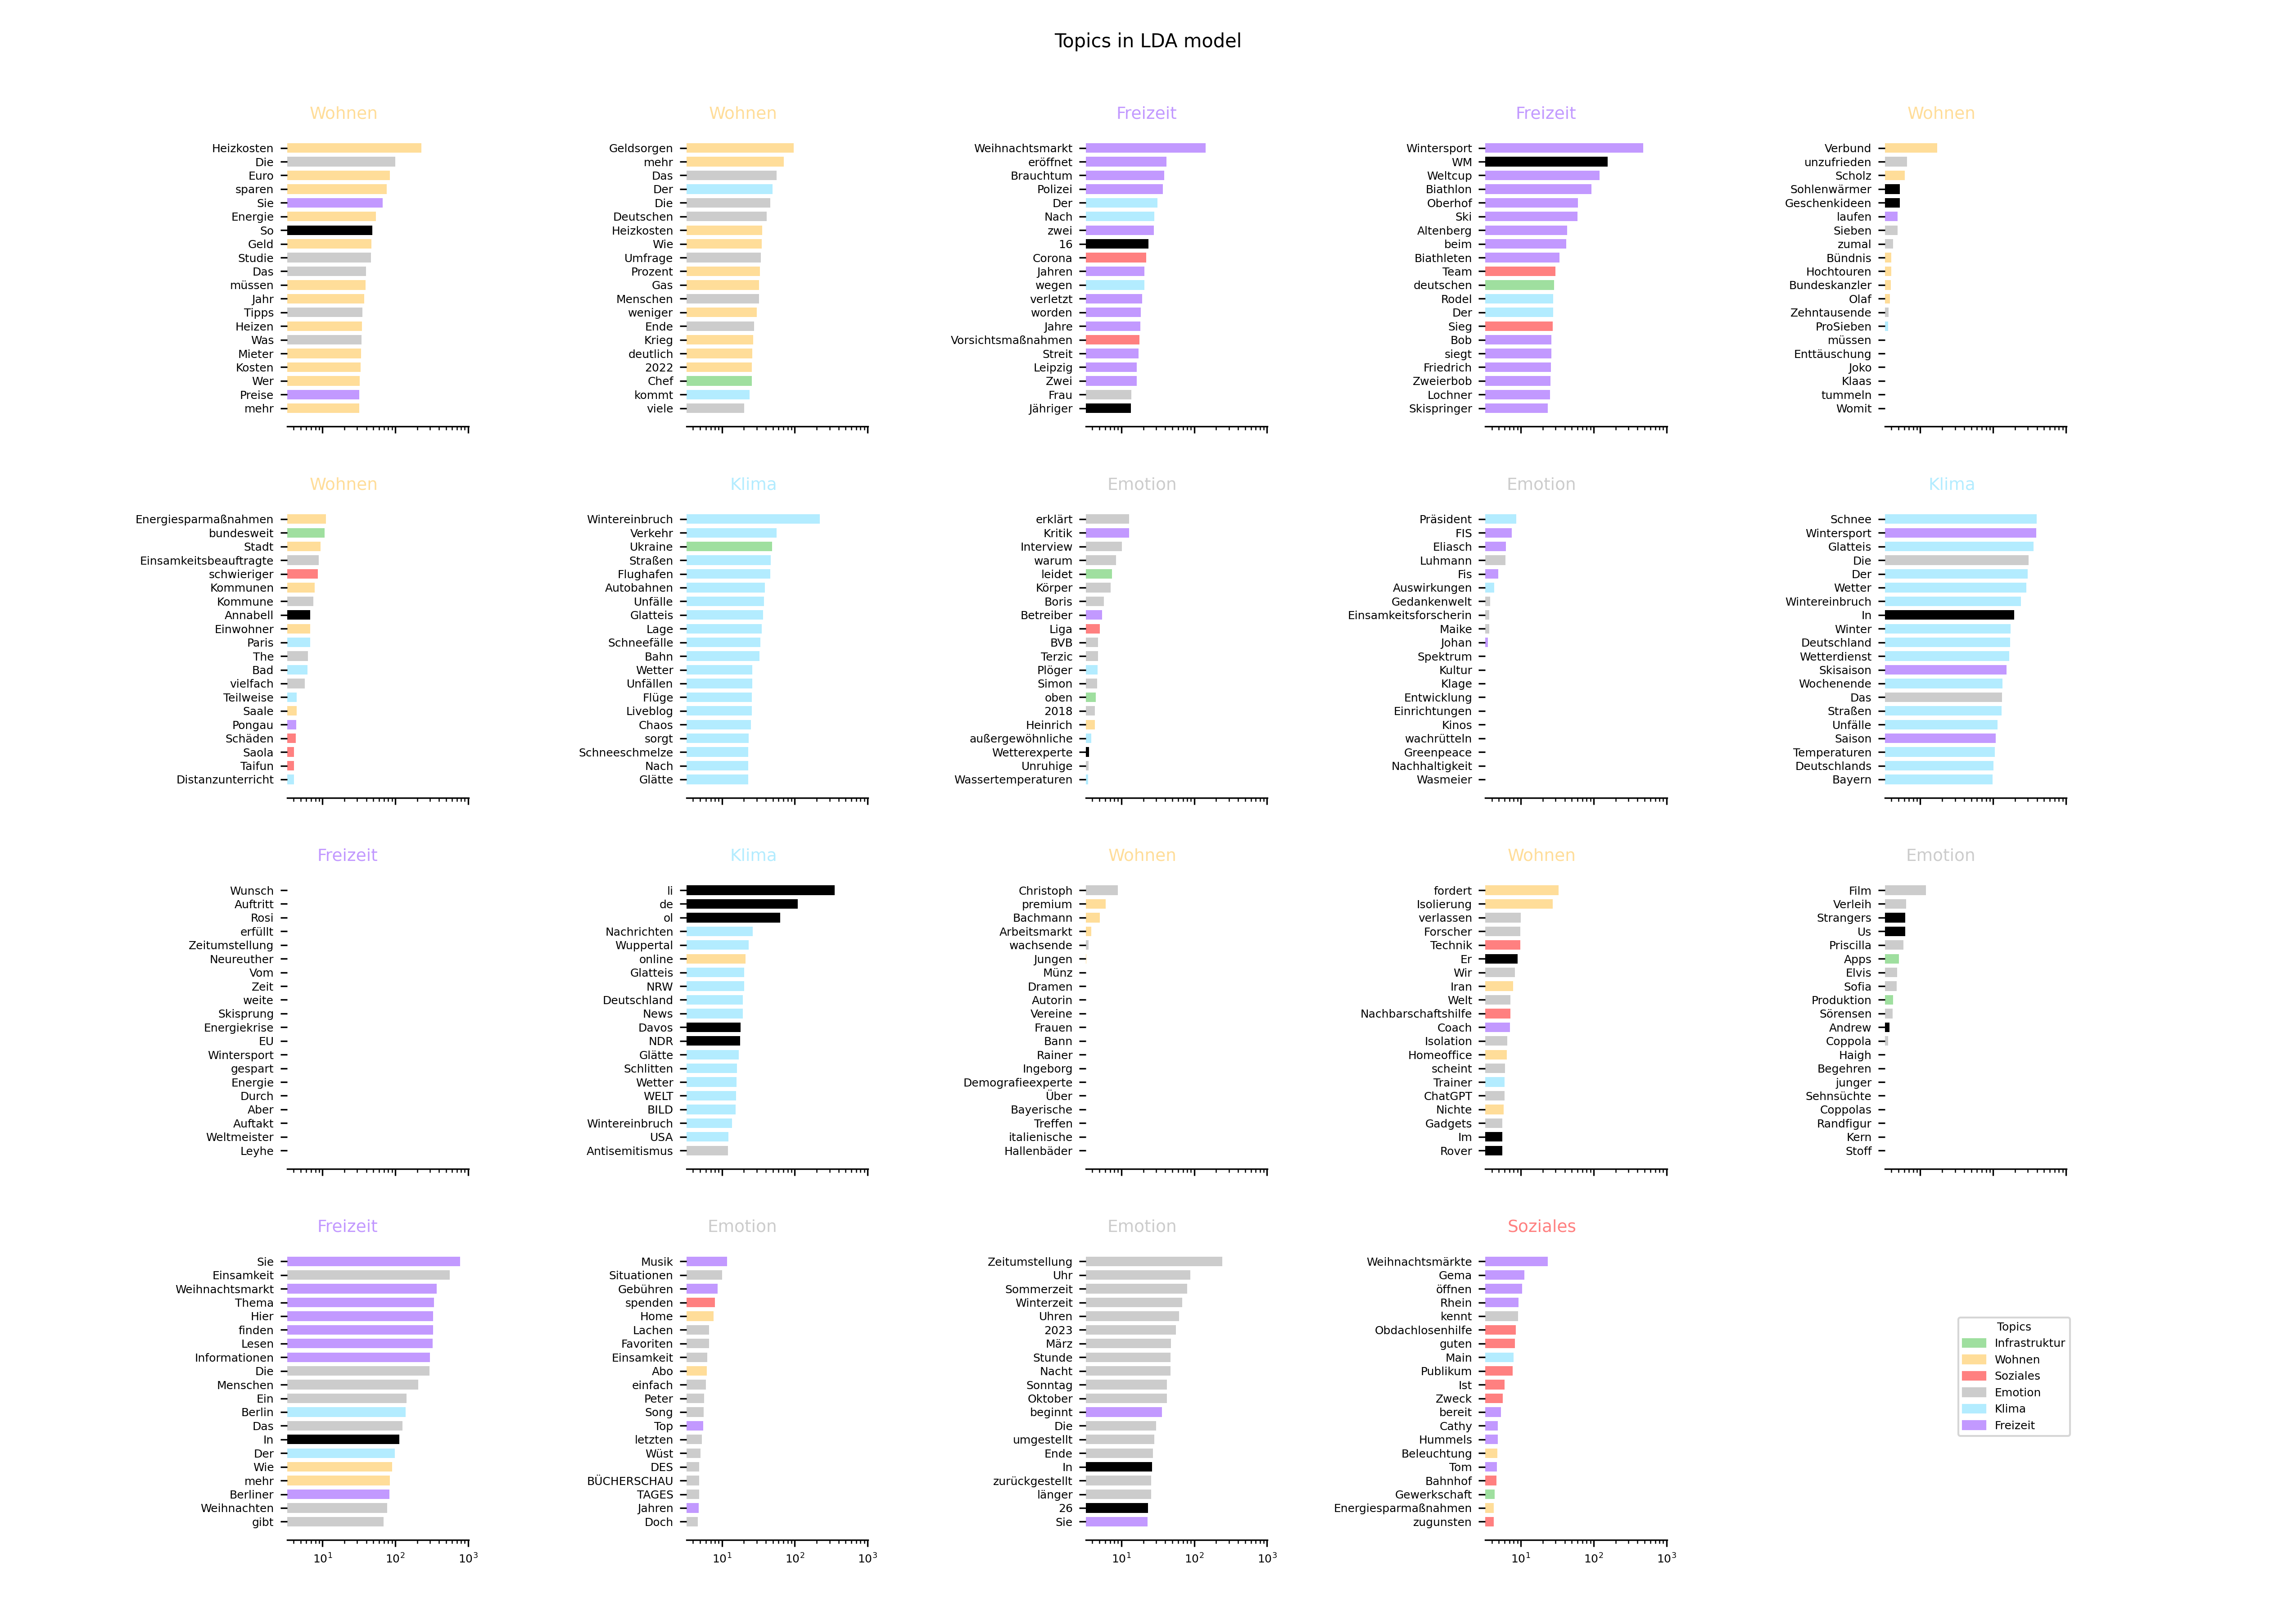 Topics in LDA model
Wohnen
Heizkosten
Die
Euro
sparen
Sie
Energie
So
Geld
Studie
Das
müssen
Jahr
Tipps
Heizen
Was
Mieter
Kosten
Wer
Preise
mehr
Wohnen
Geldsorgen
mehr
Das
Der
Die
Deutschen
Heizkosten
Wie
Umfrage
Prozent
Gas
Menschen
weniger
Ende
Krieg
deutlich
2022
Chef
kommt
viele
Freizeit
Weihnachtsmarkt
eröffnet
Brauchtum
Polizei
Der
Nach
zwei
16
Corona
Jahren
wegen
verletzt
worden
Jahre
Vorsichtsmaßnahmen
Streit
Leipzig
Zwei
Frau
Jähriger
Freizeit
Wintersport
WM
Weltcup
Biathlon
Oberhof
Ski
Altenberg
beim
Biathleten
Team
deutschen
Rodel
Der
Sieg
Bob
siegt
Friedrich
Zweierbob
Lochner
Skispringer
Wohnen
Verbund
unzufrieden
Scholz
Sohlenwärmer
Geschenkideen
laufen
Sieben
zumal
Bündnis
Hochtouren
Bundeskanzler
Olaf
Zehntausende
ProSieben
müssen
Enttäuschung
Joko
Klaas
tummeln
Womit
Wohnen
Energiesparmaßnahmen
bundesweit
Stadt
Einsamkeitsbeauftragte
schwieriger
Kommunen
Kommune
Annabell
Einwohner
Paris
The
Bad
vielfach
Teilweise
Saale
Pongau
Schäden
Saola
Taifun
Distanzunterricht
Klima
Wintereinbruch
Verkehr
Ukraine
Straßen
Flughafen
Autobahnen
Unfälle
Glatteis
Lage
Schneefälle
Bahn
Wetter
Unfällen
Flüge
Liveblog
Chaos
sorgt
Schneeschmelze
Nach
Glätte
Emotion
erklärt
Kritik
Interview
warum
leidet
Körper
Boris
Betreiber
Liga
BVB
Terzic
Plöger
Simon
oben
2018
Heinrich
außergewöhnliche
Wetterexperte
Unruhige
Wassertemperaturen
Emotion
Präsident
FIS
Eliasch
Luhmann
Fis
Auswirkungen
Gedankenwelt
Einsamkeitsforscherin
Maike
Johan
Spektrum
Kultur
Klage
Entwicklung
Einrichtungen
Kinos
wachrütteln
Greenpeace
Nachhaltigkeit
Wasmeier
Klima
Schnee
Wintersport
Glatteis
Die
Der
Wetter
Wintereinbruch
In
Winter
Deutschland
Wetterdienst
Skisaison
Wochenende
Das
Straßen
Unfälle
Saison
Temperaturen
Deutschlands
Bayern
Freizeit
Wunsch
Auftritt
Rosi
erfüllt
Zeitumstellung
Neureuther
Vom
Zeit
weite
Skisprung
Energiekrise
EU
Wintersport
gespart
Energie
Durch
Aber
Auftakt
Weltmeister
Leyhe
Klima
li
de
ol
Nachrichten
Wuppertal
online
Glatteis
NRW
Deutschland
News
Davos
NDR
Glätte
Schlitten
Wetter
WELT
BILD
Wintereinbruch
USA
Antisemitismus
Wohnen
Christoph
premium
Bachmann
Arbeitsmarkt
wachsende
Jungen
Münz
Dramen
Autorin
Vereine
Frauen
Bann
Rainer
Ingeborg
Demografieexperte
Über
Bayerische
Treffen
italienische
Hallenbäder
Wohnen
fordert
Isolierung
verlassen
Forscher
Technik
Er
Wir
Iran
Welt
Nachbarschaftshilfe
Coach
Isolation
Homeoffice
scheint
Trainer
ChatGPT
Nichte
Gadgets
Im
Rover
Emotion
Film
Verleih
Strangers
Us
Priscilla
Apps
Elvis
Sofia
Produktion
Sörensen
Andrew
Coppola
Haigh
Begehren
junger
Sehnsüchte
Coppolas
Randfigur
Kern
Stoff
Freizeit
Sie
Einsamkeit
Weihnachtsmarkt
Thema
Hier
finden
Lesen
Informationen
Die
Menschen
Ein
Berlin
Das
In
Der
Wie
mehr
Berliner
Weihnachten
gibt
10¹ 10² 10³
Emotion
Musik
Situationen
Gebühren
spenden
Home
Lachen
Favoriten
Einsamkeit
Abo
einfach
Peter
Song
Top
letzten
Wüst
DES
BÜCHERSCHAU
TAGES
Jahren
Doch
10¹ 10² 10³
Emotion
Zeitumstellung
Uhr
Sommerzeit
Winterzeit
Uhren
2023
März
Stunde
Nacht
Sonntag
Oktober
beginnt
Die
umgestellt
Ende
In
zurückgestellt
länger
26
Sie
10¹ 10² 10³
Soziales
Weihnachtsmärkte
Gema
öffnen
Rhein
kennt
Obdachlosenhilfe
guten
Main
Publikum
Ist
Zweck
bereit
Cathy
Hummels
Beleuchtung
Tom
Bahnhof
Gewerkschaft
Energiesparmaßnahmen
zugunsten
10¹ 10² 10³
Topics
Infrastruktur
Wohnen
Soziales
Emotion
Klima
Freizeit